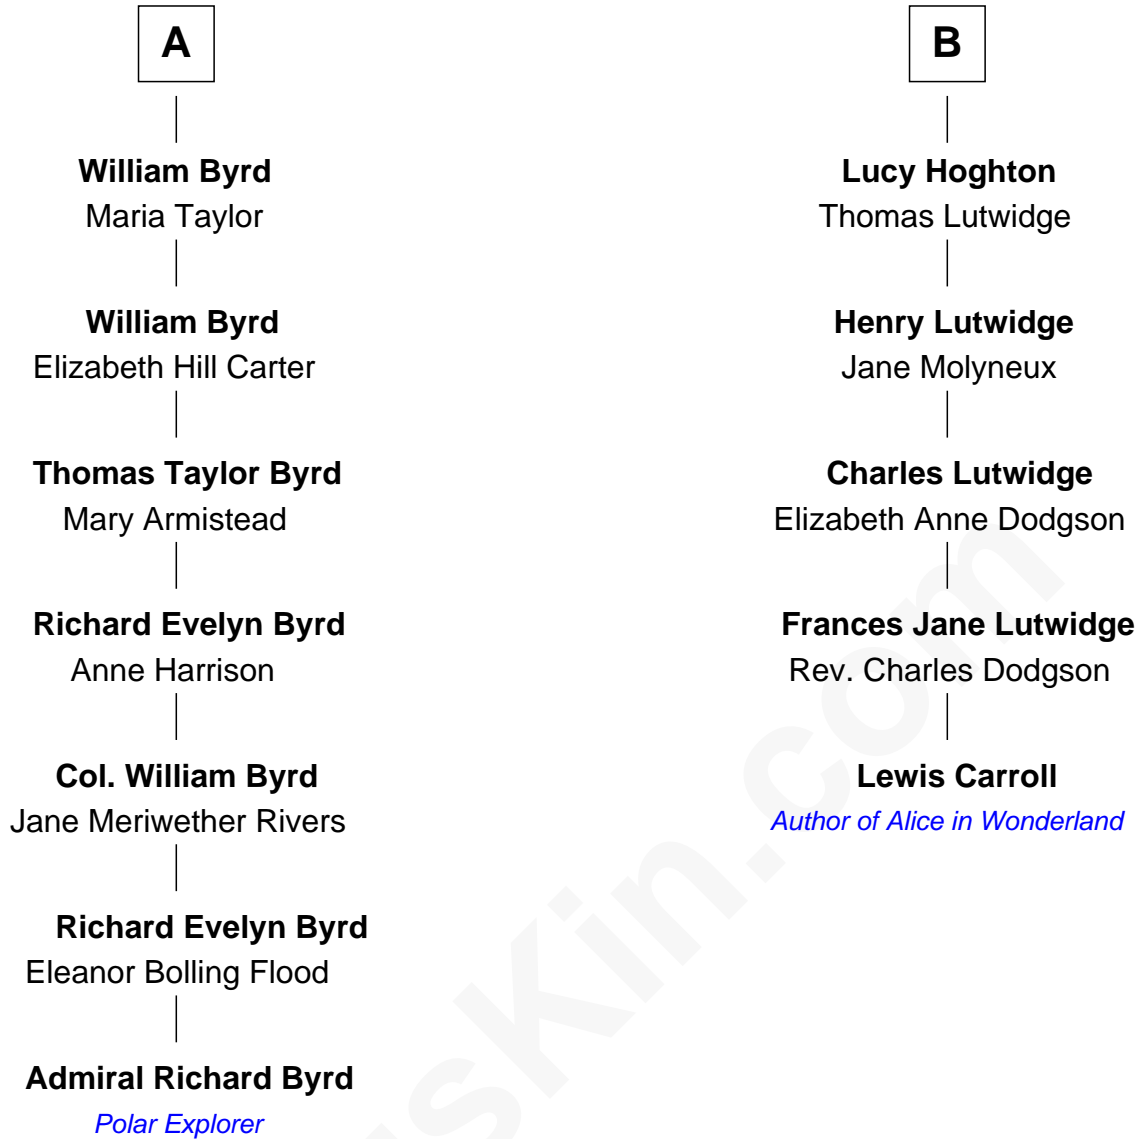 A
William Byrd
Maria Taylor
William Byrd
Elizabeth Hill Carter
Thomas Taylor Byrd
Mary Armistead
Richard Evelyn Byrd
Anne Harrison
Col. William Byrd
Jane Meriwether Rivers
Richard Evelyn Byrd
Eleanor Bolling Flood
Admiral Richard Byrd
Polar Explorer
B
Lucy Hoghton
Thomas Lutwidge
Henry Lutwidge
Jane Molyneux
Charles Lutwidge
Elizabeth Anne Dodgson
Frances Jane Lutwidge
Rev. Charles Dodgson
Lewis Carroll
Author of Alice in Wonderland
usKin.com